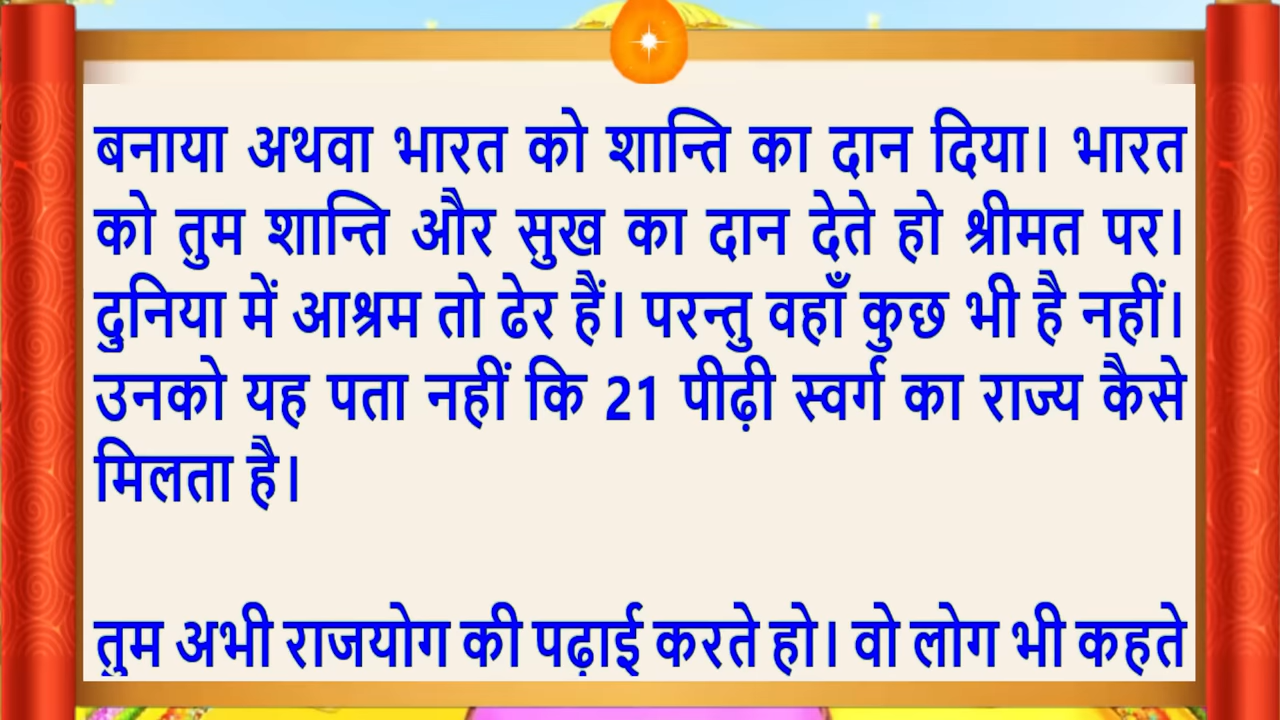 बनाया अथवा भारत को शान्ति का दान दिया। भारत
को तुम शान्ति और सुख का दान देते हो श्रीमत पर।
दुनिया में आश्रम तो ढेर हैं। परन्तु वहाँ कुछ भी है नहीं।
उनको यह पता नहीं कि 21 पीढ़ी स्वर्ग का राज्य कैसे
मिलता है।
तुम अभी राजयोग की पढ़ाई करते हो। वो लोग भी कहते